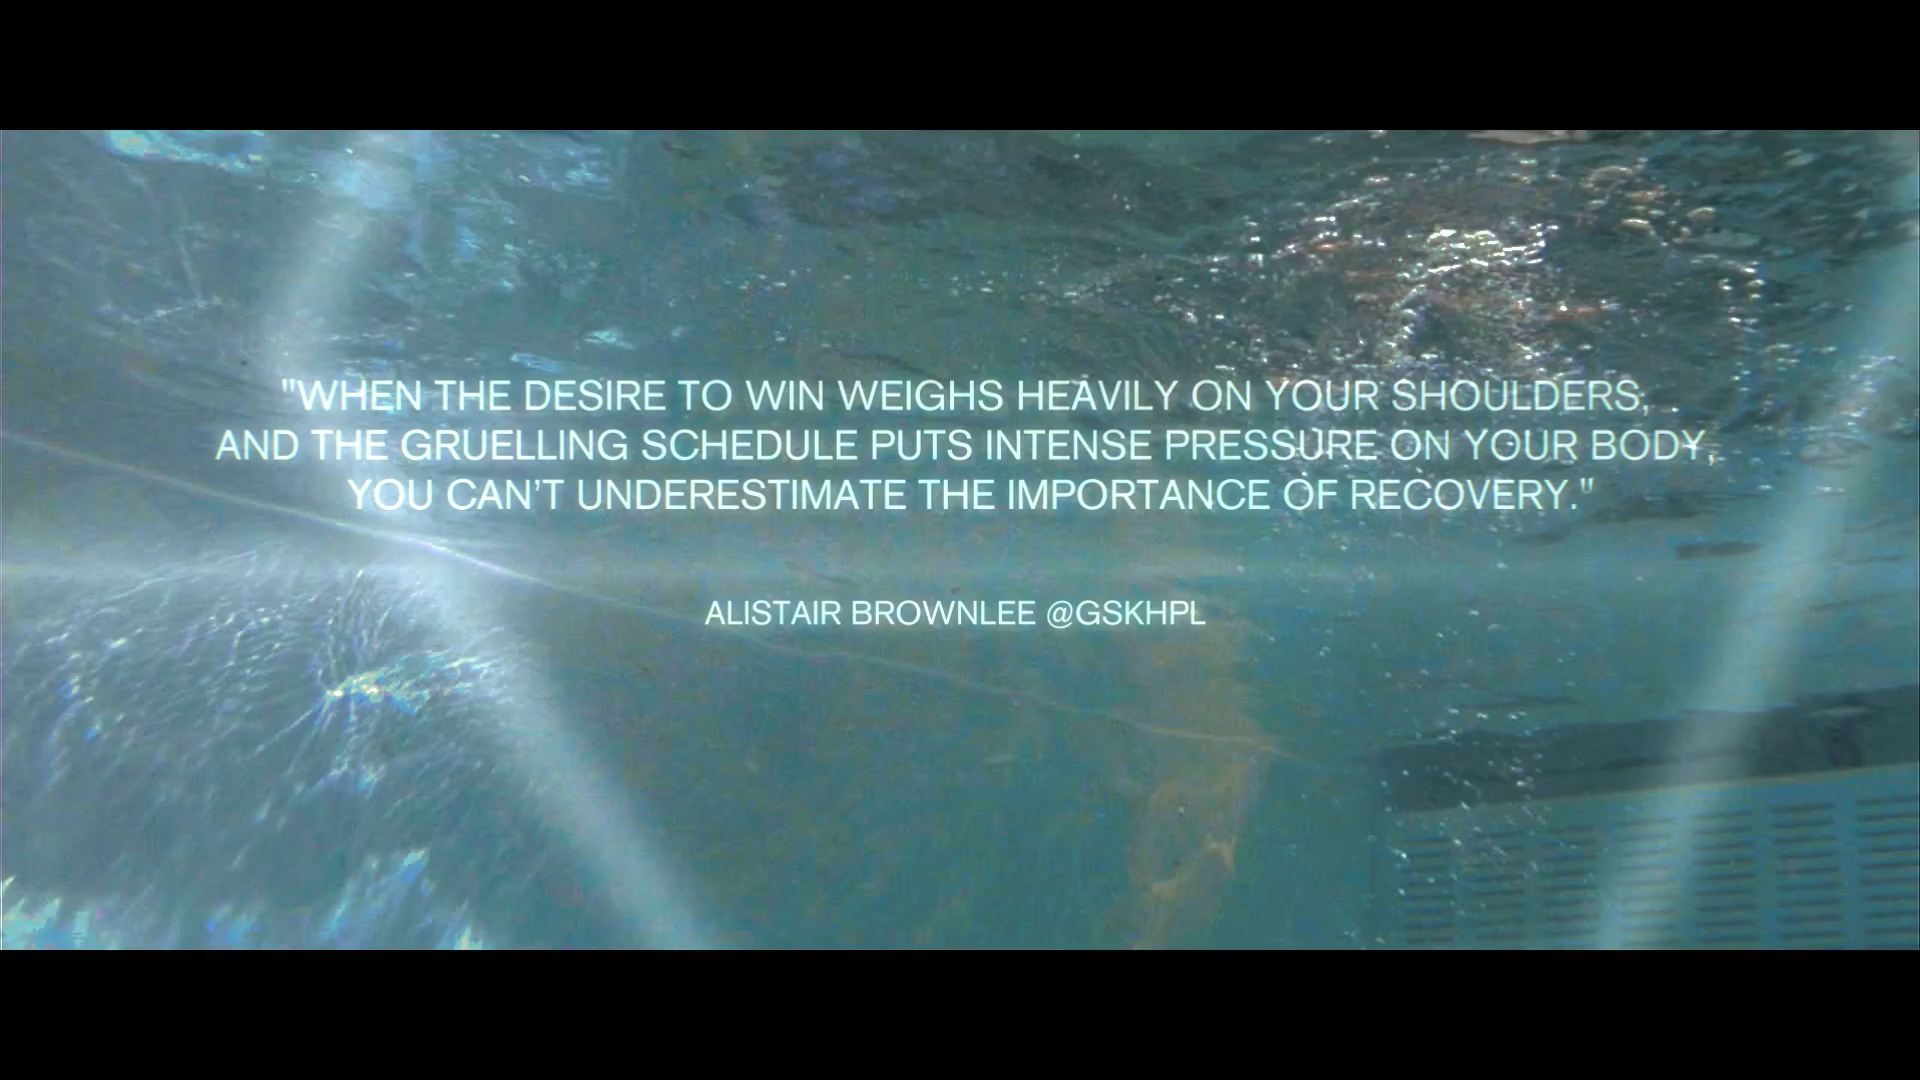 "WHEN THE DESIRE TO WIN WEIGHS HEAVILY ON YOUR SHOULDERS,
AND THE GRUELLING SCHEDULE PUTS INTENSE PRESSURE ON YOUR BODY,
YOU CAN’T UNDERESTIMATE THE IMPORTANCE OF RECOVERY."
ALISTAIR BROWNLEE @GSKHPL